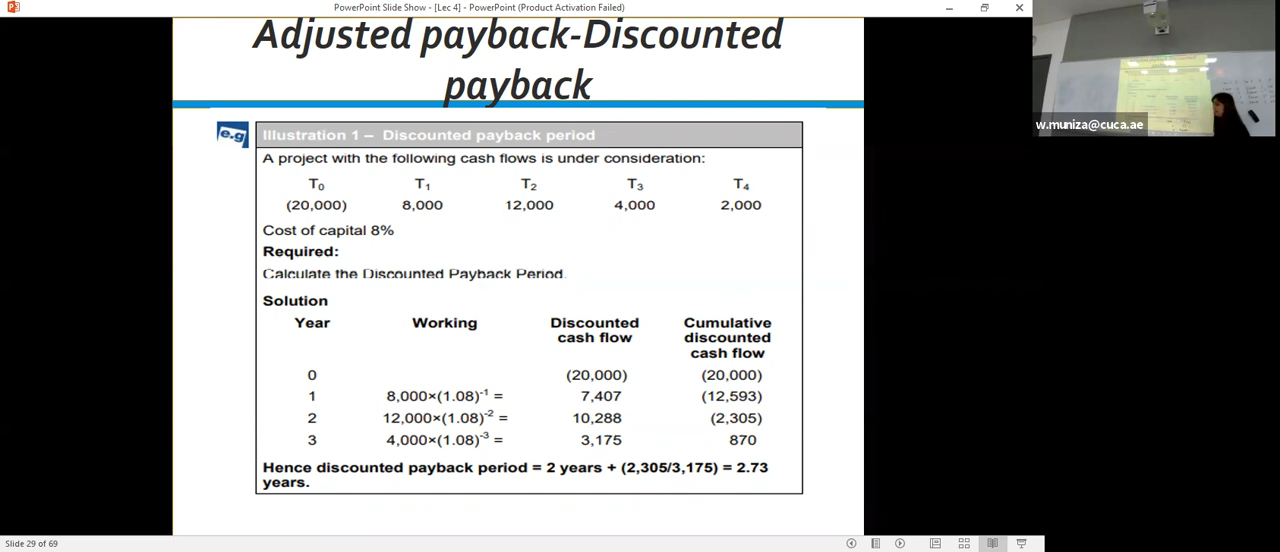 PowerPoint Slide Show - [Lec 4] - PowerPoint (Product Activation Failed)
Adjusted payback-Discounted
payback
e.g
Illustration 1 – Discounted payback period
A project with the following cash flows is under consideration:
T0 T1 T2 T3 T4
(20,000) 8,000 12,000 4,000 2,000
Cost of capital 8%
Required:
Calculate the Discounted Payback Period.
Solution
Year Working Discounted cash flow Cumulative discounted cash flow
0 (20,000) (20,000)
1 8,000×(1.08)⁻¹ = 7,407 (12,593)
2 12,000×(1.08)⁻² = 10,288 (2,305)
3 4,000×(1.08)⁻³ = 3,175 870
Hence discounted payback period = 2 years + (2,305/3,175) = 2.73
years.
w.muniza@cuca.ae
Slide 29 of 69